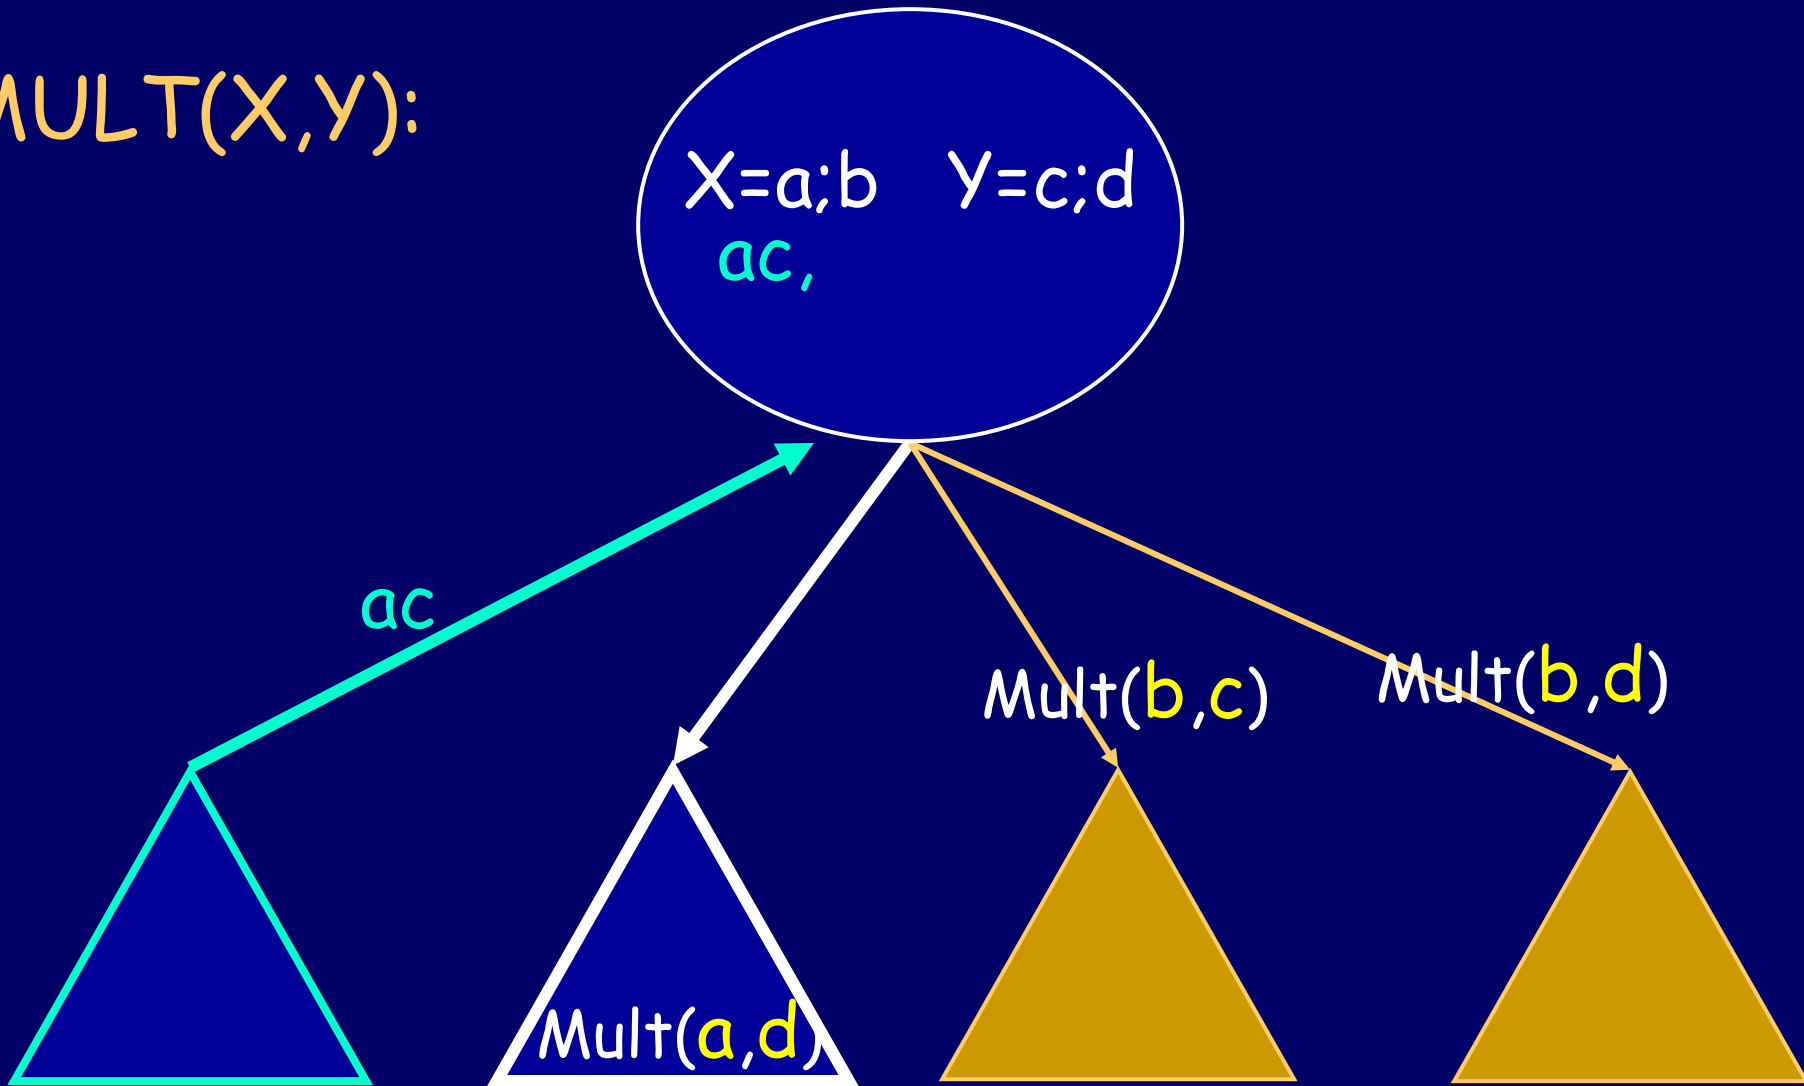 MULT(X,Y):
X=a;b Y=c;d
ac,
ac
Mult(b,c)
Mult(b,d)
Mult(a,d)